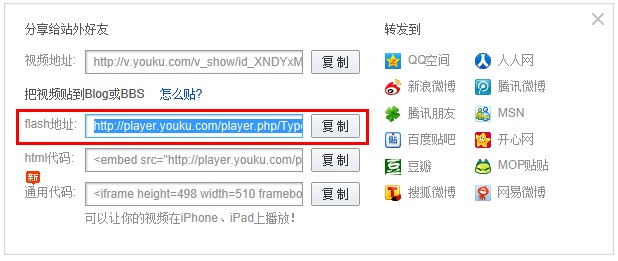 分享给站外好友
视频地址: http://v.youku.com/v_show/id_XNDYxM 复 制
把视频贴到Blog或BBS 怎么贴?
flash地址: http://player.youku.com/player.php/Type 复 制
html代码: <embed src="http://player.youku.com/p 复 制
新
通用代码: <iframe height=498 width=510 framebo 复 制
可以让你的视频在iPhone、iPad上播放!
转发到
QQ空间 人人网
新浪微博 腾讯微博
腾讯朋友 MSN
贴 百度贴吧 开心网
豆 豆瓣 MOP贴贴
搜狐微博 网易微博